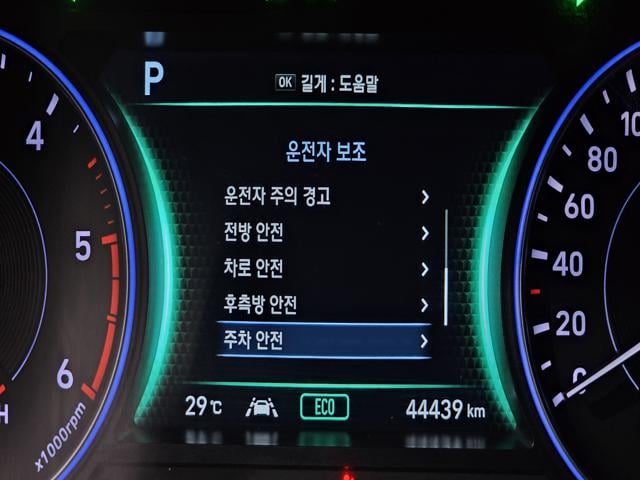 P
OK 길게 : 도움말
운전자 보조
운전자 주의 경고
전방 안전
차로 안전
후측방 안전
주차 안전
29℃ ECO 44439 km
4
5
6
x1000rpm
H
10
80
60
40
20
0